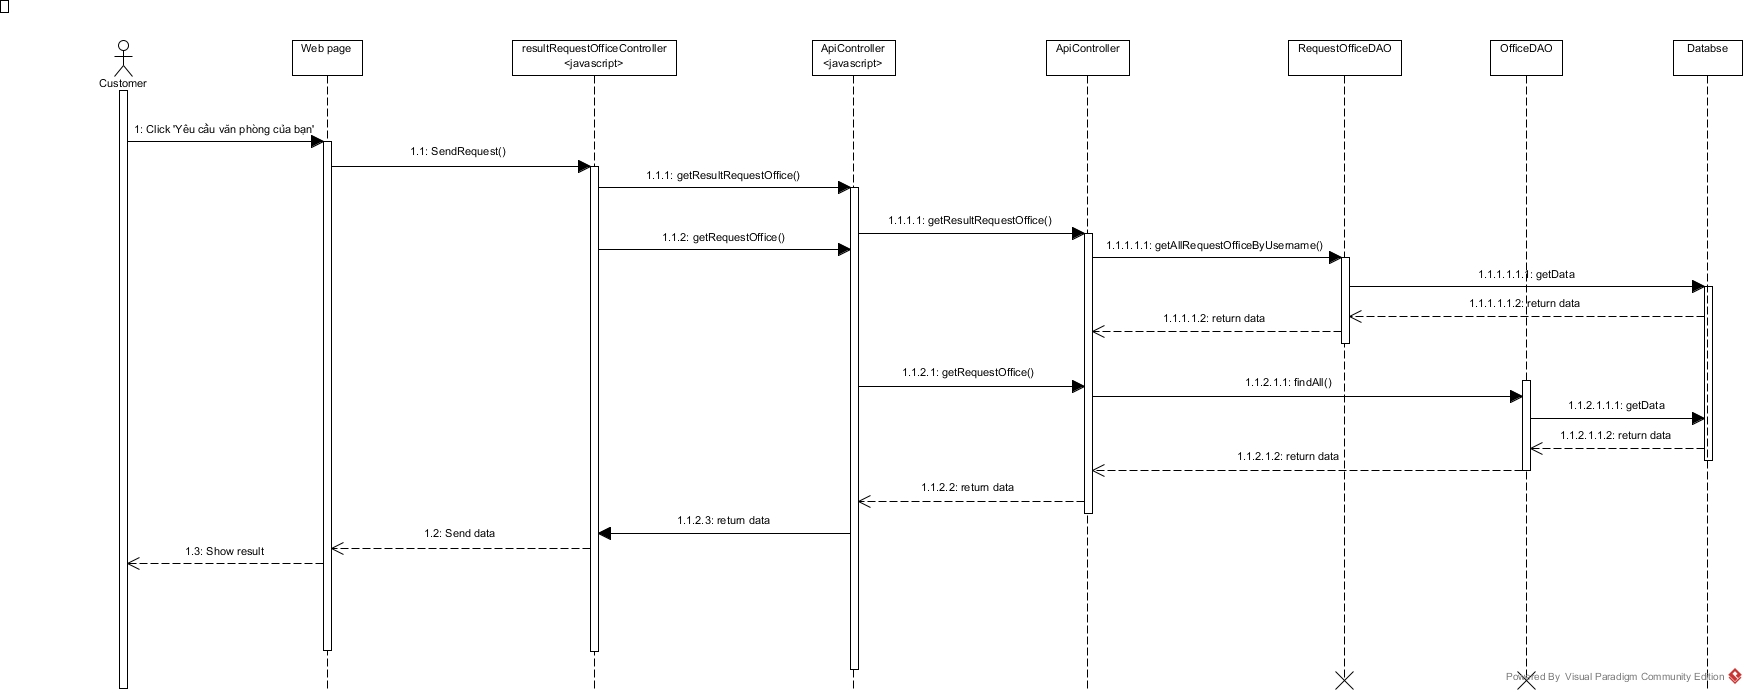 Customer
Web page
resultRequestOfficeController
<javascript>
ApiController
<javascript>
ApiController
RequestOfficeDAO
OfficeDAO
Databse
1: Click 'Yêu cầu văn phòng của bạn'
1.1: SendRequest()
1.1.1: getResultRequestOffice()
1.1.1.1: getResultRequestOffice()
1.1.2: getRequestOffice()
1.1.1.1.1: getAllRequestOfficeByUsername()
1.1.1.1.1.1: getData
1.1.1.1.1.2: return data
1.1.1.1.2: return data
1.1.2.1: getRequestOffice()
1.1.2.1.1: findAll()
1.1.2.1.1.1: getData
1.1.2.1.1.2: return data
1.1.2.1.2: return data
1.1.2.2: return data
1.1.2.3: return data
1.2: Send data
1.3: Show result
Powered By Visual Paradigm Community Edition